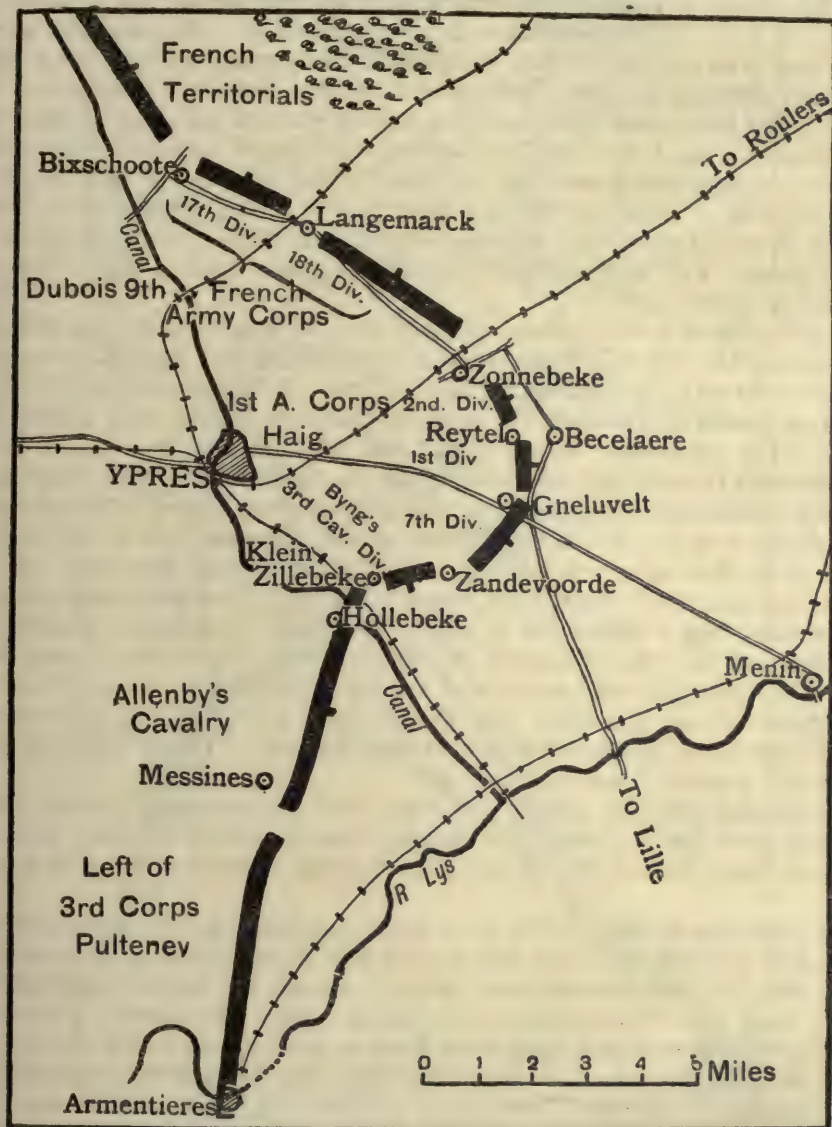 French
Territorials
To Roulers
Bixschoote
17th Div.
Langemarck
Canal
18th Div.
Dubois 9th French
Army Corps
Zonnebeke
1st A. Corps 2nd. Div.
Haig
Reytel
Becelaere
1st Div
YPRES
Byng's
3rd Cav. Div.
7th Div.
Gheluvelt
Klein
Zillebeke
Zandevoorde
Hollebeke
Menin
Allenby's
Cavalry
Canal
Messines
To Lille
Left of
3rd Corps
Pulteney
R Lys
0 1 2 3 4 5 Miles
Armentieres